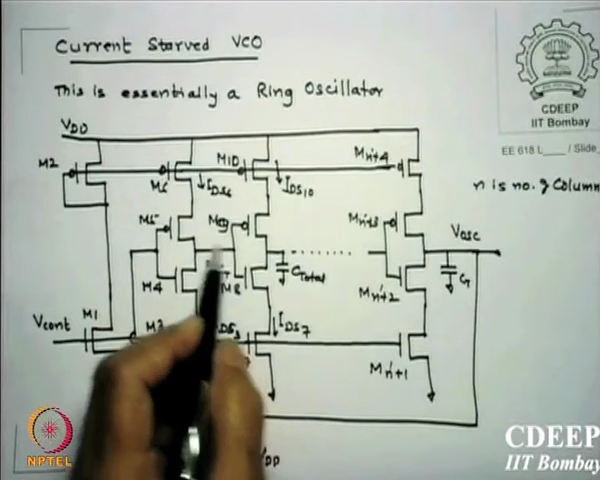 Current Starved VCO
CDEEP
IIT Bombay
This is essentially a Ring Oscillator
EE 618 L / Slide
VDD
M2
M6
IDS6
M10
IDS10
Mn'+4
n is no. of Column
M5
M9
Mn'+3
Vosc
M4
M8
CTotal
Mn'+2
CT
Vcont
M1
M3
IDS3
IDS7
Mn'+1
NPTEL
CDEEP
IIT Bombay